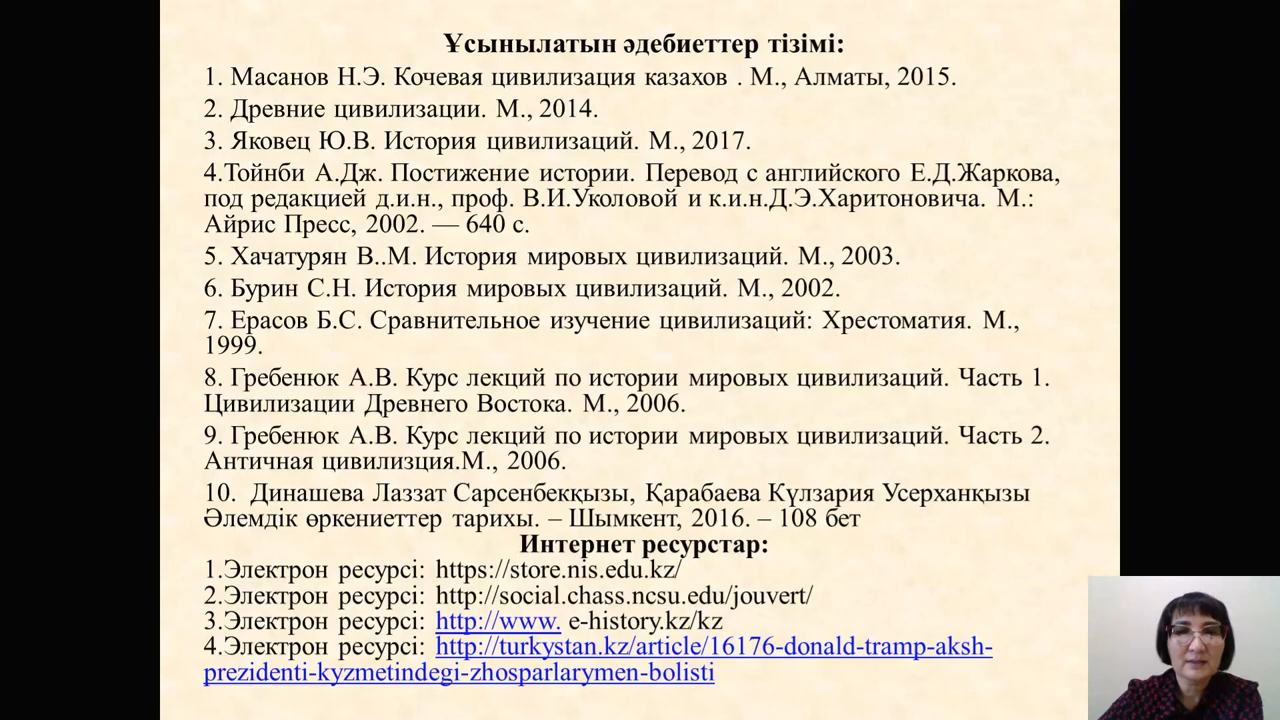 Ұсынылатын әдебиеттер тізімі:
1. Масанов Н.Э. Кочевая цивилизация казахов . М., Алматы, 2015.
2. Древние цивилизации. М., 2014.
3. Яковец Ю.В. История цивилизаций. М., 2017.
4.Тойнби А.Дж. Постижение истории. Перевод с английского Е.Д.Жаркова,
под редакцией д.и.н., проф. В.И.Уколовой и к.и.н.Д.Э.Харитоновича. М.:
Айрис Пресс, 2002. — 640 с.
5. Хачатурян В..М. История мировых цивилизаций. М., 2003.
6. Бурин С.Н. История мировых цивилизаций. М., 2002.
7. Ерасов Б.С. Сравнительное изучение цивилизаций: Хрестоматия. М.,
1999.
8. Гребенюк А.В. Курс лекций по истории мировых цивилизаций. Часть 1.
Цивилизации Древнего Востока. М., 2006.
9. Гребенюк А.В. Курс лекций по истории мировых цивилизаций. Часть 2.
Античная цивилизция.М., 2006.
10. Динашева Лаззат Сарсенбекқызы, Қарабаева Күлзария Усерханқызы
Әлемдік өркениеттер тарихы. – Шымкент, 2016. – 108 бет
Интернет ресурстар:
1.Электрон ресурсі: https://store.nis.edu.kz/
2.Электрон ресурсі: http://social.chass.ncsu.edu/jouvert/
3.Электрон ресурсі: http://www. e-history.kz/kz
4.Электрон ресурсі: http://turkystan.kz/article/16176-donald-tramp-aksh-
prezidenti-kyzmetindegi-zhosparlarymen-bolisti